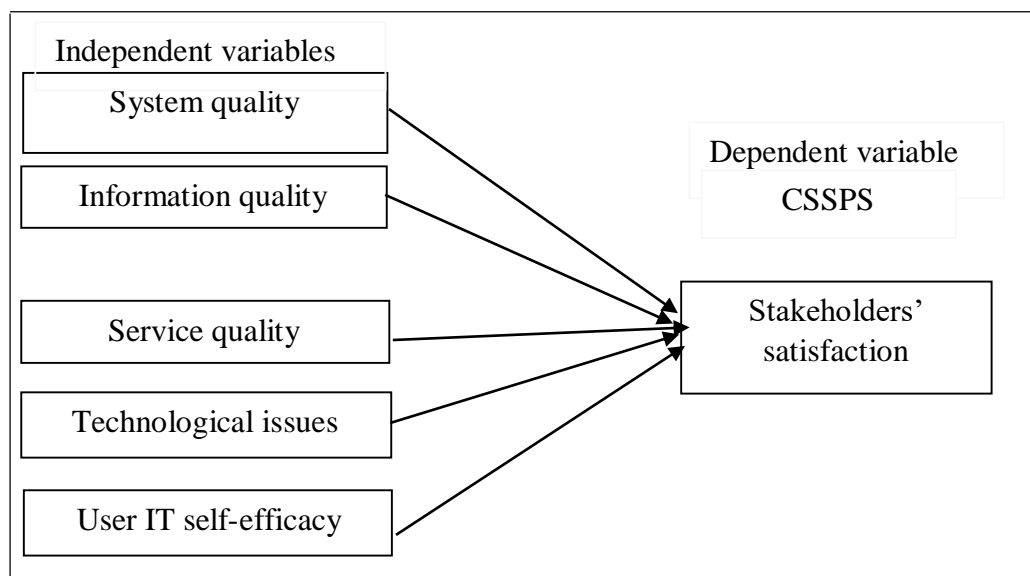 Independent variables
System quality
Information quality
Service quality
Technological issues
User IT self-efficacy
Dependent variable
CSSPS
Stakeholders’
satisfaction